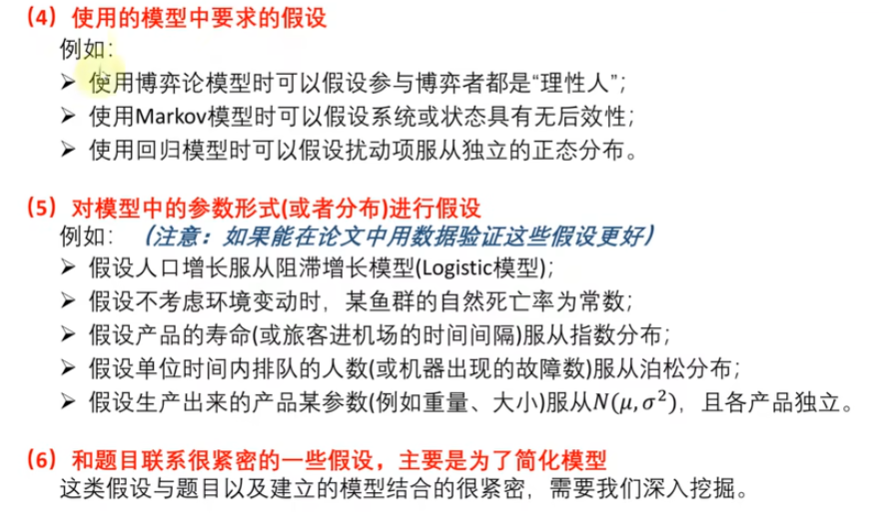 （4）使用的模型中要求的假设
例如：
➢ 使用博弈论模型时可以假设参与博弈者都是“理性人”；
➢ 使用Markov模型时可以假设系统或状态具有无后效性；
➢ 使用回归模型时可以假设扰动项服从独立的正态分布。
（5）对模型中的参数形式(或者分布)进行假设
例如：（注意：如果能在论文中用数据验证这些假设更好）
➢ 假设人口增长服从阻滞增长模型(Logistic模型)；
➢ 假设不考虑环境变动时，某鱼群的自然死亡率为常数；
➢ 假设产品的寿命(或旅客进机场的时间间隔)服从指数分布；
➢ 假设单位时间内排队的人数(或机器出现的故障数)服从泊松分布；
➢ 假设生产出来的产品某参数(例如重量、大小)服从N(μ,σ²)，且各产品独立。
（6）和题目联系很紧密的一些假设，主要是为了简化模型
这类假设与题目以及建立的模型结合的很紧密，需要我们深入挖掘。